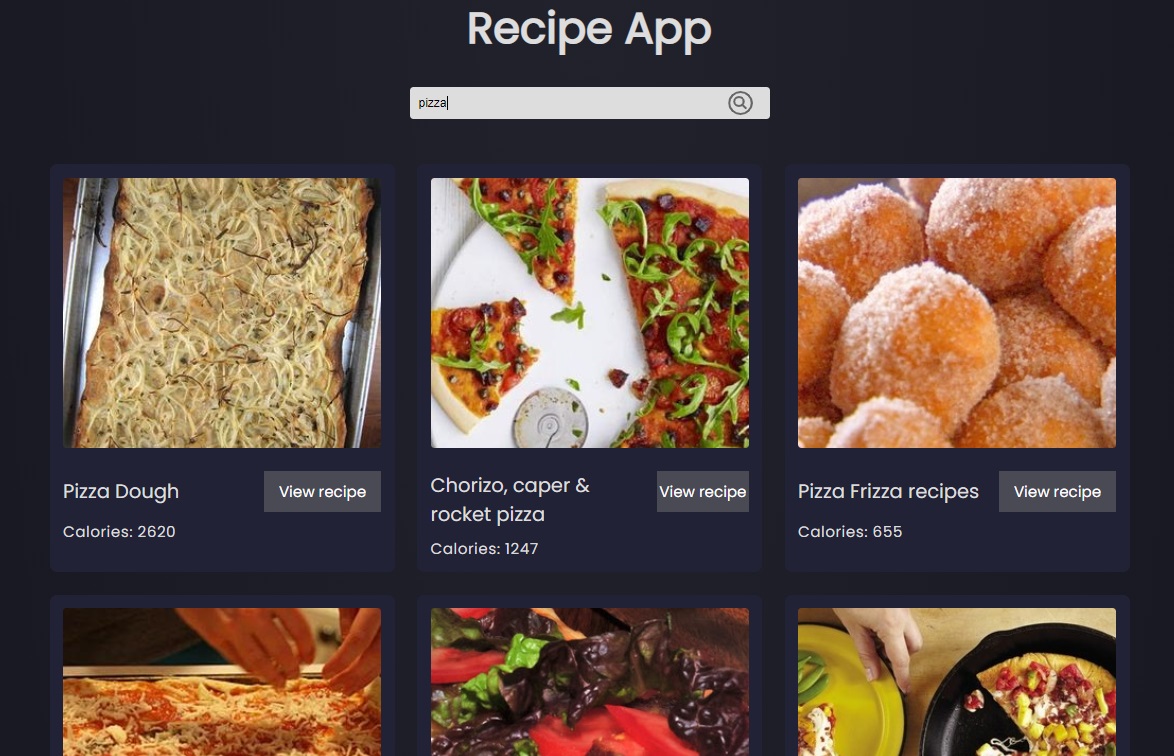 Recipe App
pizza
Pizza Dough
View recipe
Calories: 2620
Chorizo, caper &
rocket pizza
View recipe
Calories: 1247
Pizza Frizza recipes
View recipe
Calories: 655